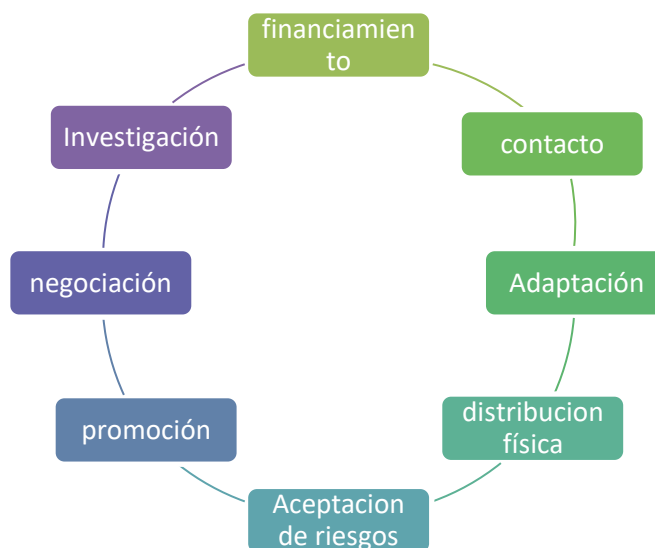 financiamien
to
contacto
Adaptación
distribucion
física
Aceptacion
de riesgos
promoción
negociación
Investigación